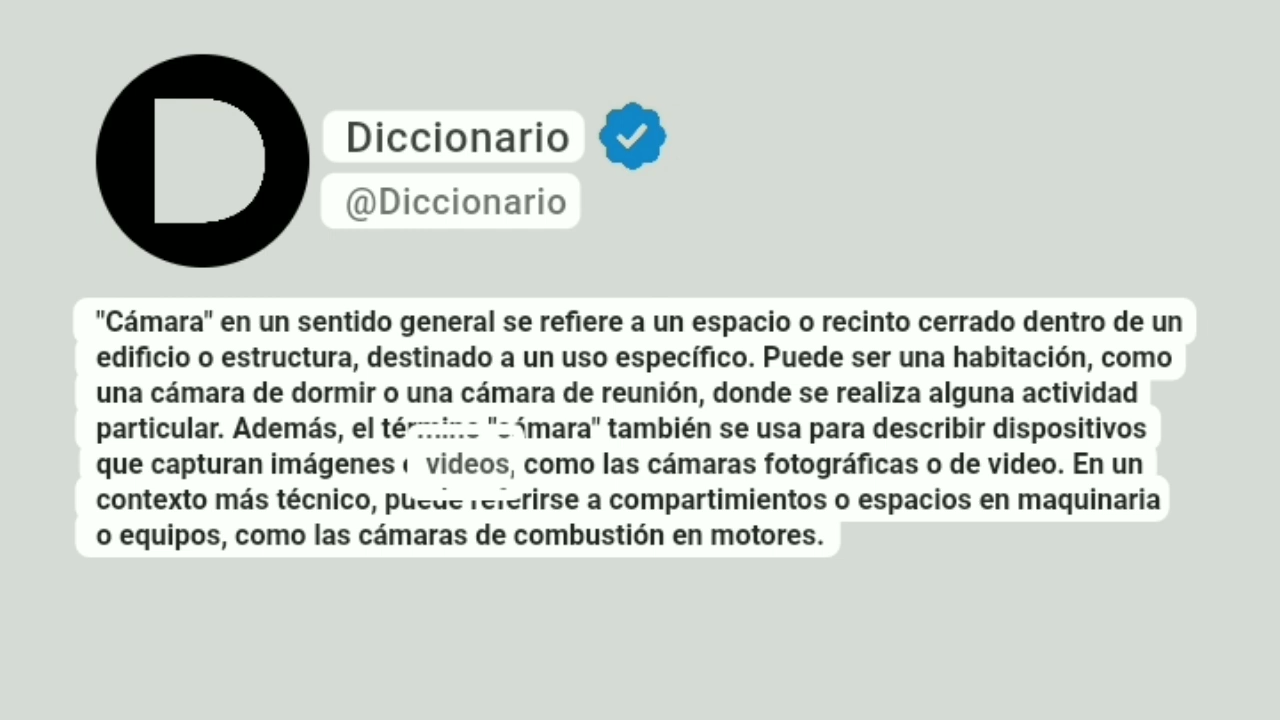 Diccionario
@Diccionario
"Cámara" en un sentido general se refiere a un espacio o recinto cerrado dentro de un
edificio o estructura, destinado a un uso específico. Puede ser una habitación, como
una cámara de dormir o una cámara de reunión, donde se realiza alguna actividad
particular. Además, el término "cámara" también se usa para describir dispositivos
que capturan imágenes videos, como las cámaras fotográficas o de video. En un
contexto más técnico, puede referirse a compartimientos o espacios en maquinaria
o equipos, como las cámaras de combustión en motores.